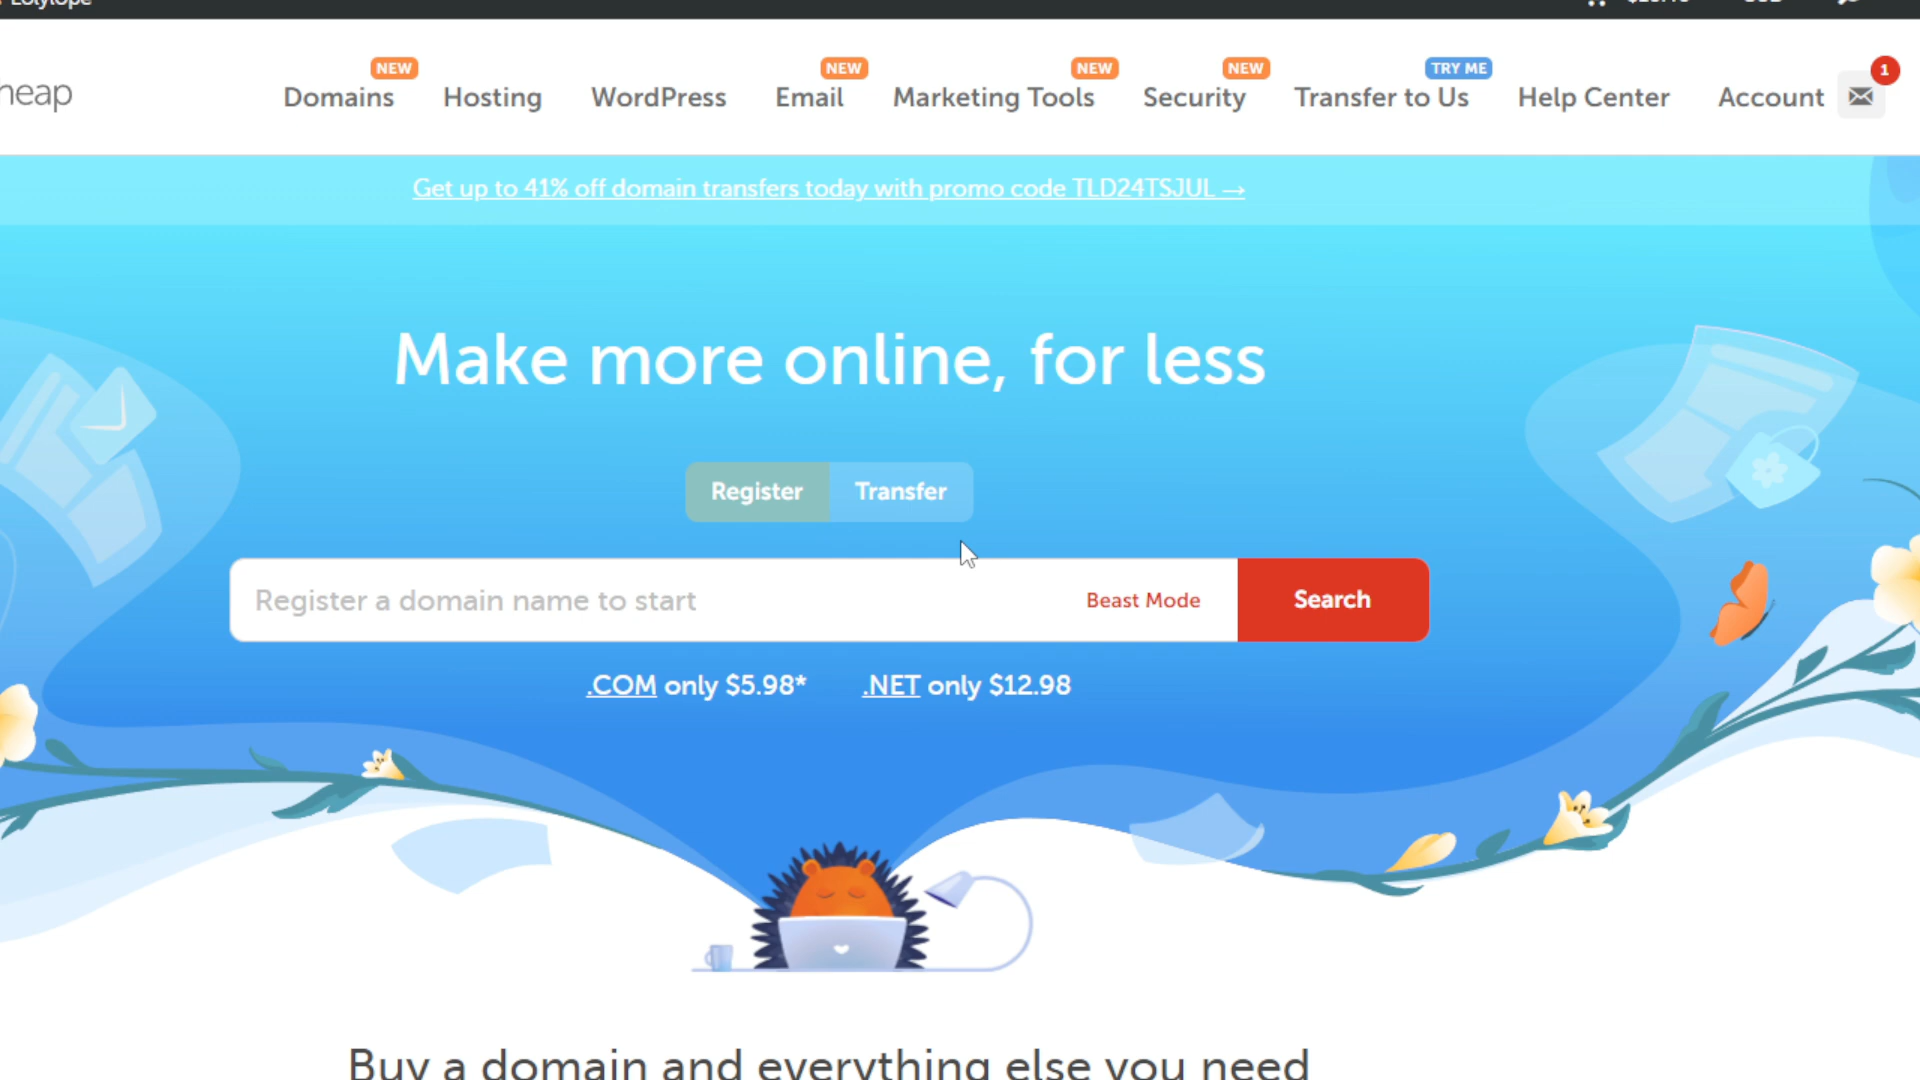 heap
NEW
NEW
NEW
NEW
TRY ME
1
Domains
Hosting
WordPress
Email
Marketing Tools
Security
Transfer to Us
Help Center
Account
Get up to 41% off domain transfers today with promo code TLD24TSJUL →
Make more online, for less
Register
Transfer
Register a domain name to start
Beast Mode
Search
.COM only $5.98*
.NET only $12.98
Buy a domain and everything else you need